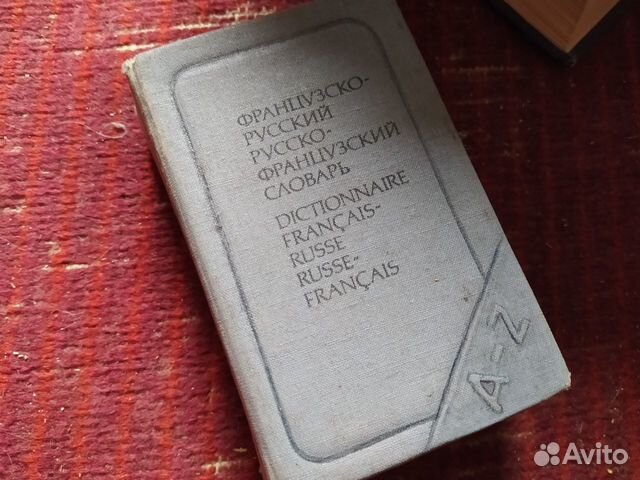 ФРАНЦУЗСКО-
РУССКИЙ
РУССКО-
ФРАНЦУЗСКИЙ
СЛОВАРЬ
DICTIONNAIRE
FRANÇAIS-
RUSSE
RUSSE-
FRANÇAIS
A-Z
Avito